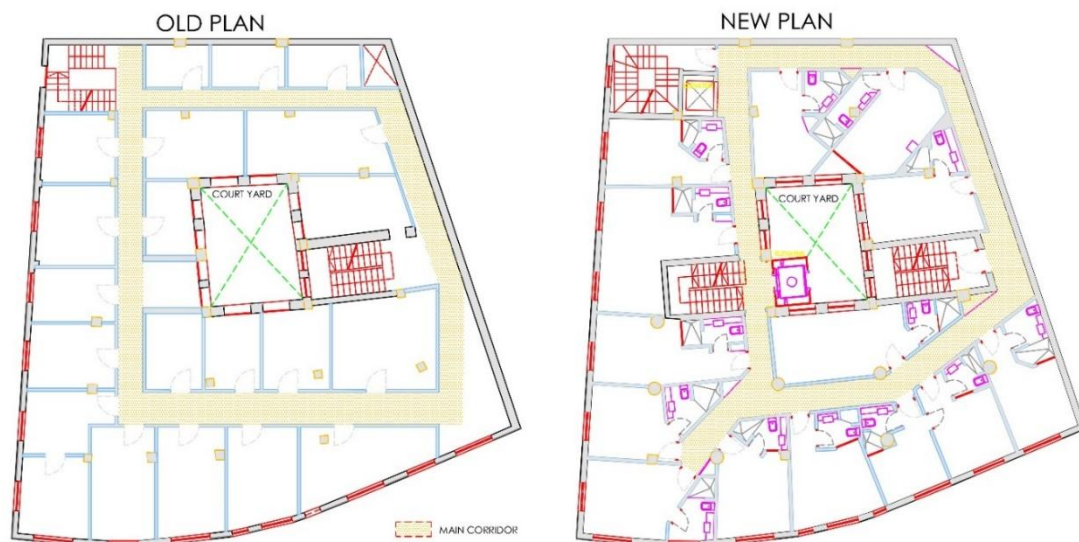 OLD PLAN
NEW PLAN
COURT YARD
COURT YARD
MAIN CORRIDOR